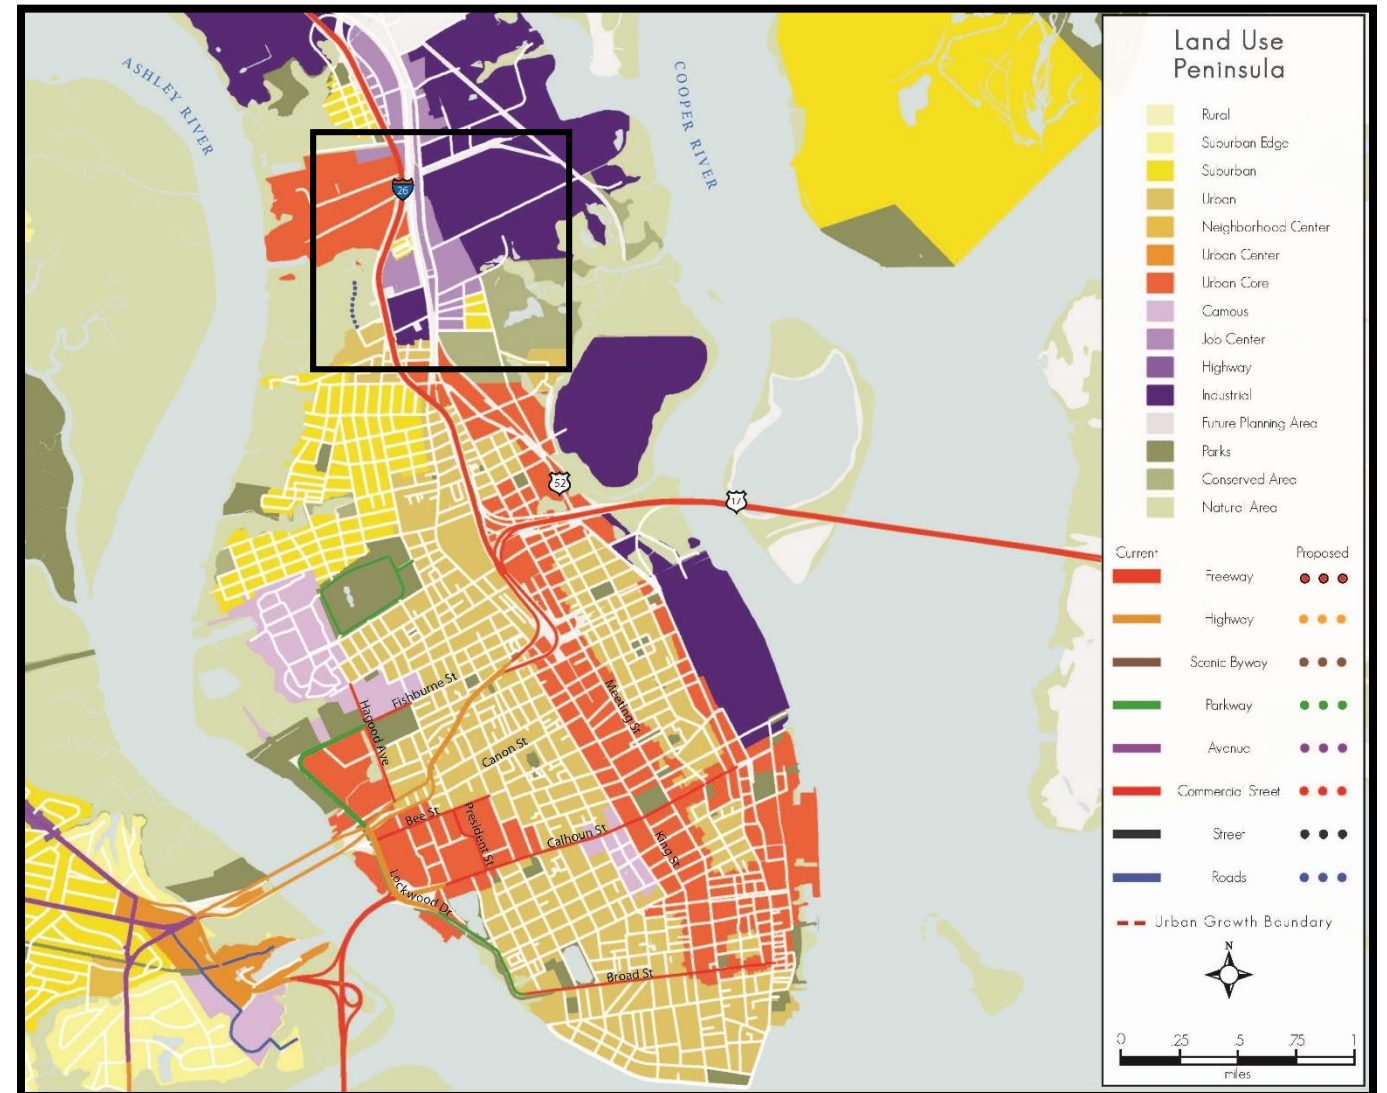 Land Use
Peninsula
Rural
Suburban Edge
Suburban
Urban
Neighborhood Center
Urban Center
Urban Core
Camous
Job Center
Highway
Industrial
Future Planning Area
Parks
Conserved Area
Natural Area
Current Proposed
Freeway
Highway
Scenic Byway
Parkway
Avenue
Commercial Street
Street
Roads
Urban Growth Boundary
N
0 .25 .5 .75 1
miles
ASHLEY RIVER
COOPER RIVER
26
52
17
Fishburne St
Hagood Ave
Meeting St
Canon St
Bee St
President St
Calhoun St
King St
Lockwood Dr
Broad St